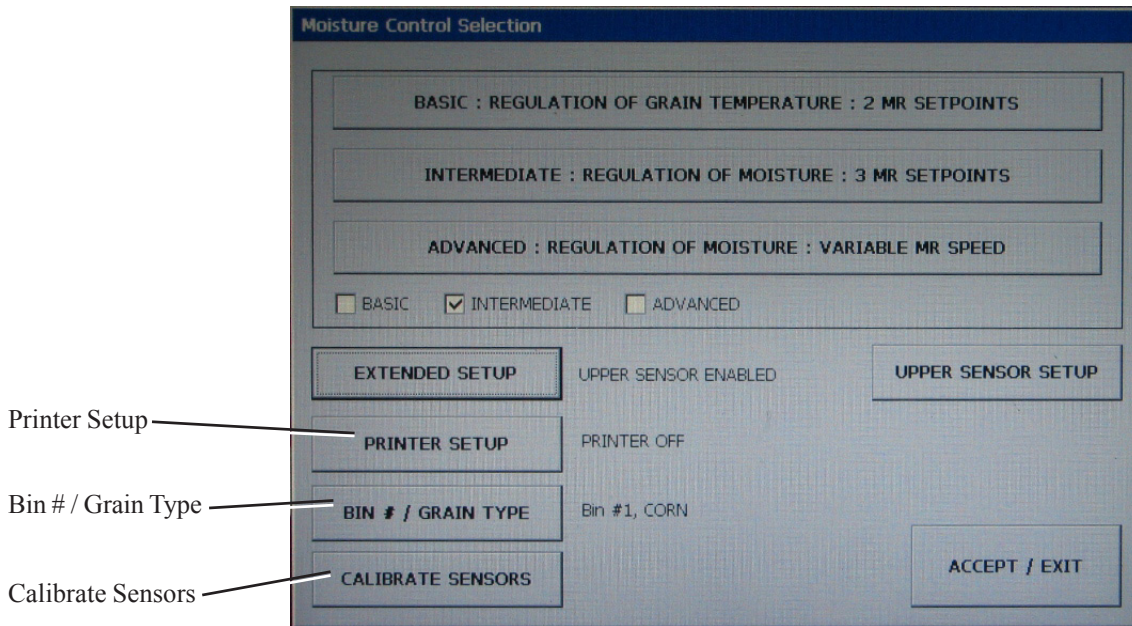 Moisture Control Selection
BASIC : REGULATION OF GRAIN TEMPERATURE : 2 MR SETPOINTS
INTERMEDIATE : REGULATION OF MOISTURE : 3 MR SETPOINTS
ADVANCED : REGULATION OF MOISTURE : VARIABLE MR SPEED
BASIC INTERMEDIATE ADVANCED
EXTENDED SETUP UPPER SENSOR ENABLED UPPER SENSOR SETUP
Printer Setup
PRINTER SETUP PRINTER OFF
Bin # / Grain Type
BIN # / GRAIN TYPE Bin #1, CORN
CALIBRATE SENSORS ACCEPT / EXIT
Calibrate Sensors